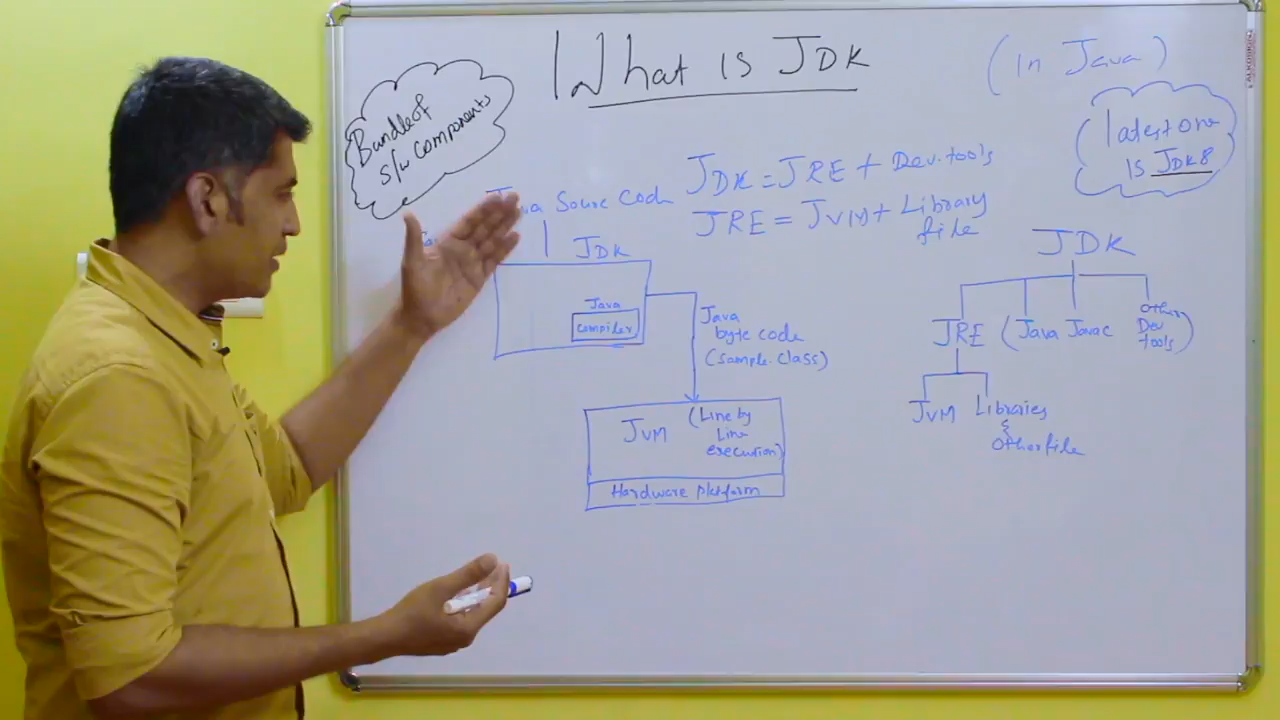 What is JDK
(In Java)
Bundle of
s/w components
latest one
is JDK8
JDK = JRE + Dev. tools
JRE = JVM + Library
file
Source Code
JDK
Java
compiler
Java
byte code
(Sample.class)
JVM
(Line by
Line
execution)
Hardware Platform
JDK
JRE (Java Javac other
Dev
tools)
JVM Libraries
&
Other file